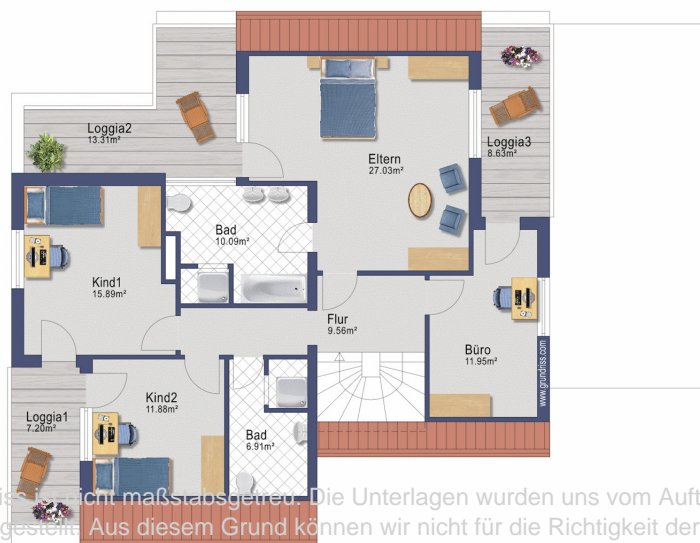 Loggia2
13.31m²
Eltern
27.03m²
Loggia3
8.63m²
Bad
10.09m²
Kind1
15.89m²
Flur
9.56m²
Büro
11.95m²
www.grundriss.com
Kind2
11.88m²
Loggia1
7.20m²
Bad
6.91m²
nicht maßstabsgetreu. Die Unterlagen wurden uns vom Auft
gestellt. Aus diesem Grund können wir nicht für die Richtigkeit der